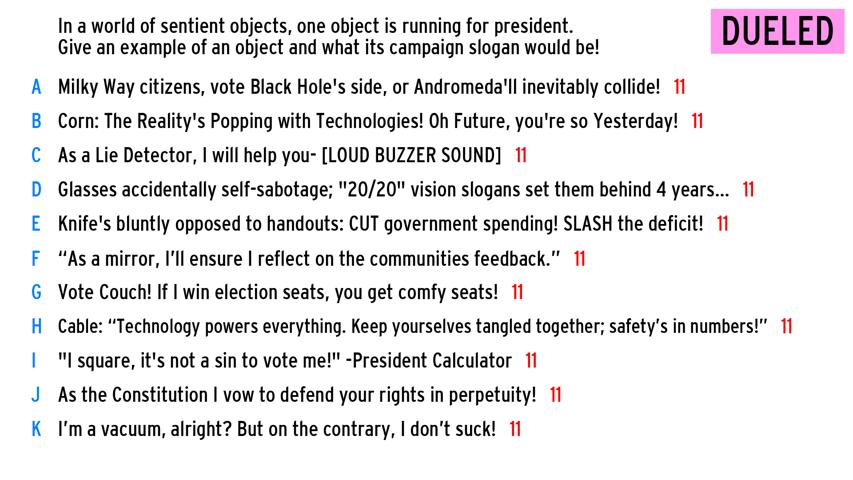 In a world of sentient objects, one object is running for president.
Give an example of an object and what its campaign slogan would be!
DUELED
A Milky Way citizens, vote Black Hole's side, or Andromeda'll inevitably collide! 11
B Corn: The Reality's Popping with Technologies! Oh Future, you're so Yesterday! 11
C As a Lie Detector, I will help you- [LOUD BUZZER SOUND] 11
D Glasses accidentally self-sabotage; "20/20" vision slogans set them behind 4 years... 11
E Knife's bluntly opposed to handouts: CUT government spending! SLASH the deficit! 11
F “As a mirror, I’ll ensure I reflect on the communities feedback.” 11
G Vote Couch! If I win election seats, you get comfy seats! 11
H Cable: “Technology powers everything. Keep yourselves tangled together; safety’s in numbers!” 11
I "I square, it's not a sin to vote me!" -President Calculator 11
J As the Constitution I vow to defend your rights in perpetuity! 11
K I’m a vacuum, alright? But on the contrary, I don’t suck! 11